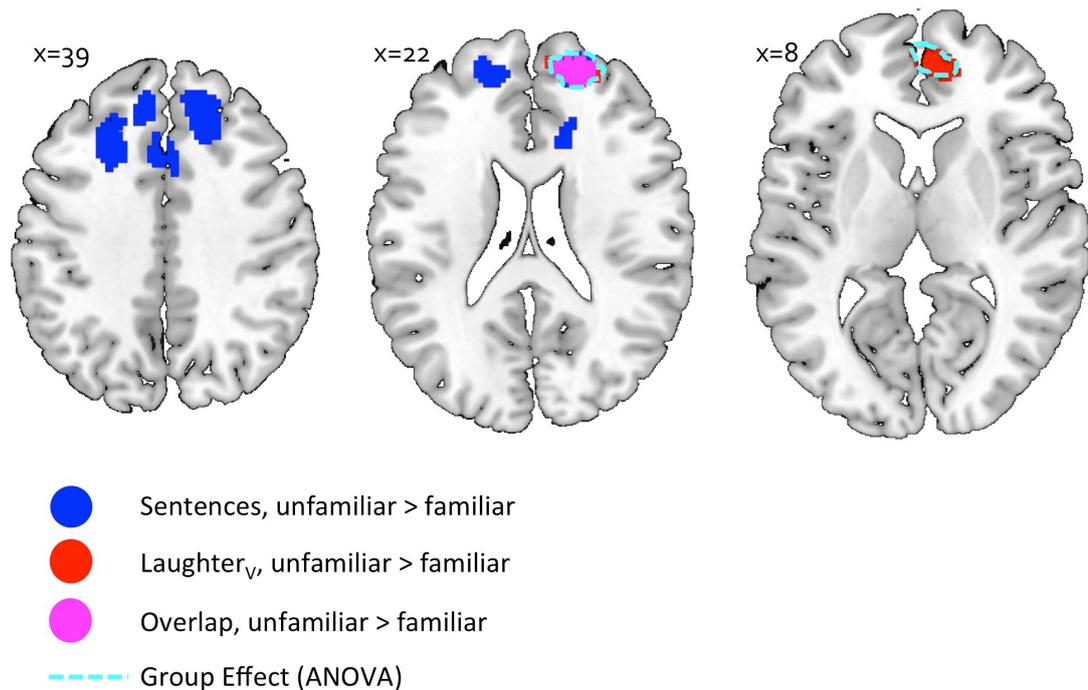 x=39
x=22
x=8
Sentences, unfamiliar > familiar
Laughterᵥ, unfamiliar > familiar
Overlap, unfamiliar > familiar
Group Effect (ANOVA)